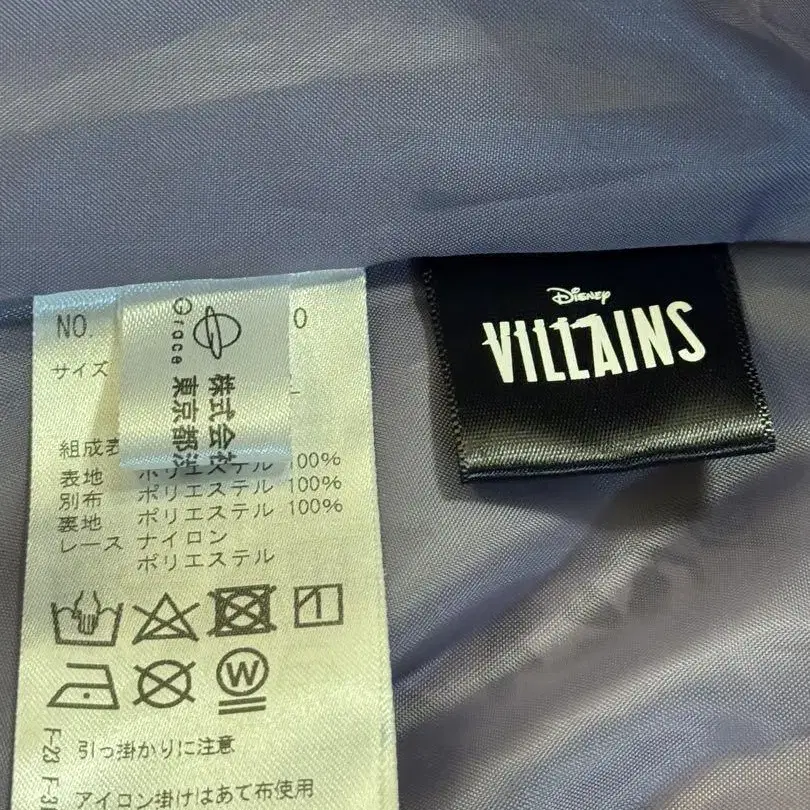 NO.
0
サイズ
Grace
株式会社
東京都渋
組成表
表地 ポリエステル 100%
別布 ポリエステル 100%
裏地 ポリエステル 100%
レース ナイロン
ポリエステル
W
F-23 引っ掛かりに注意
アイロン掛けはあて布使用
Disney
VILLAINS